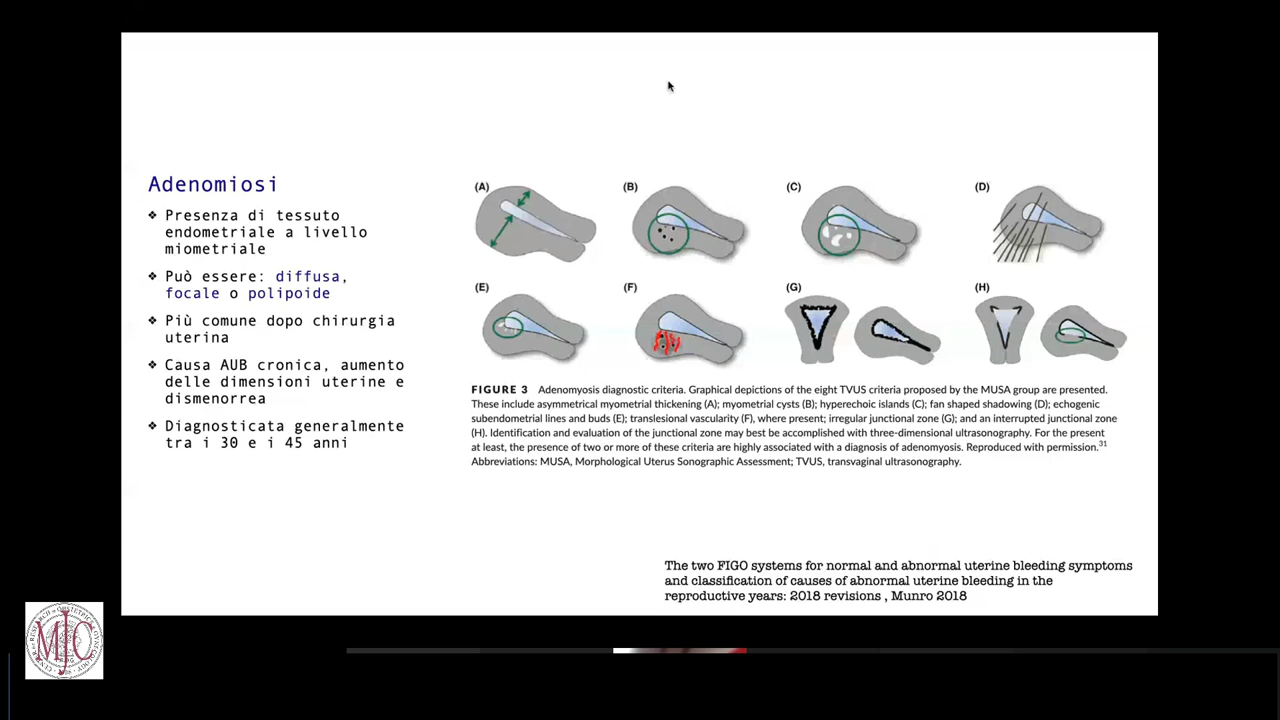 Adenomiosi
❖ Presenza di tessuto
endometriale a livello
miometriale
❖ Può essere: diffusa,
focale o polipoide
❖ Più comune dopo chirurgia
uterina
❖ Causa AUB cronica, aumento
delle dimensioni uterine e
dismenorrea
❖ Diagnosticata generalmente
tra i 30 e i 45 anni
(A) (B) (C) (D)
(E) (F) (G) (H)
FIGURE 3 Adenomyosis diagnostic criteria. Graphical depictions of the eight TVUS criteria proposed by the MUSA group are presented.
These include asymmetrical myometrial thickening (A); myometrial cysts (B); hyperechoic islands (C); fan shaped shadowing (D); echogenic
subendometrial lines and buds (E); translesional vascularity (F), where present; irregular junctional zone (G); and an interrupted junctional zone
(H). Identification and evaluation of the junctional zone may best be accomplished with three-dimensional ultrasonography. For the present
at least, the presence of two or more of these criteria are highly associated with a diagnosis of adenomyosis. Reproduced with permission.31
Abbreviations: MUSA, Morphological Uterus Sonographic Assessment; TVUS, transvaginal ultrasonography.
The two FIGO systems for normal and abnormal uterine bleeding symptoms
and classification of causes of abnormal uterine bleeding in the
reproductive years: 2018 revisions , Munro 2018
MJC